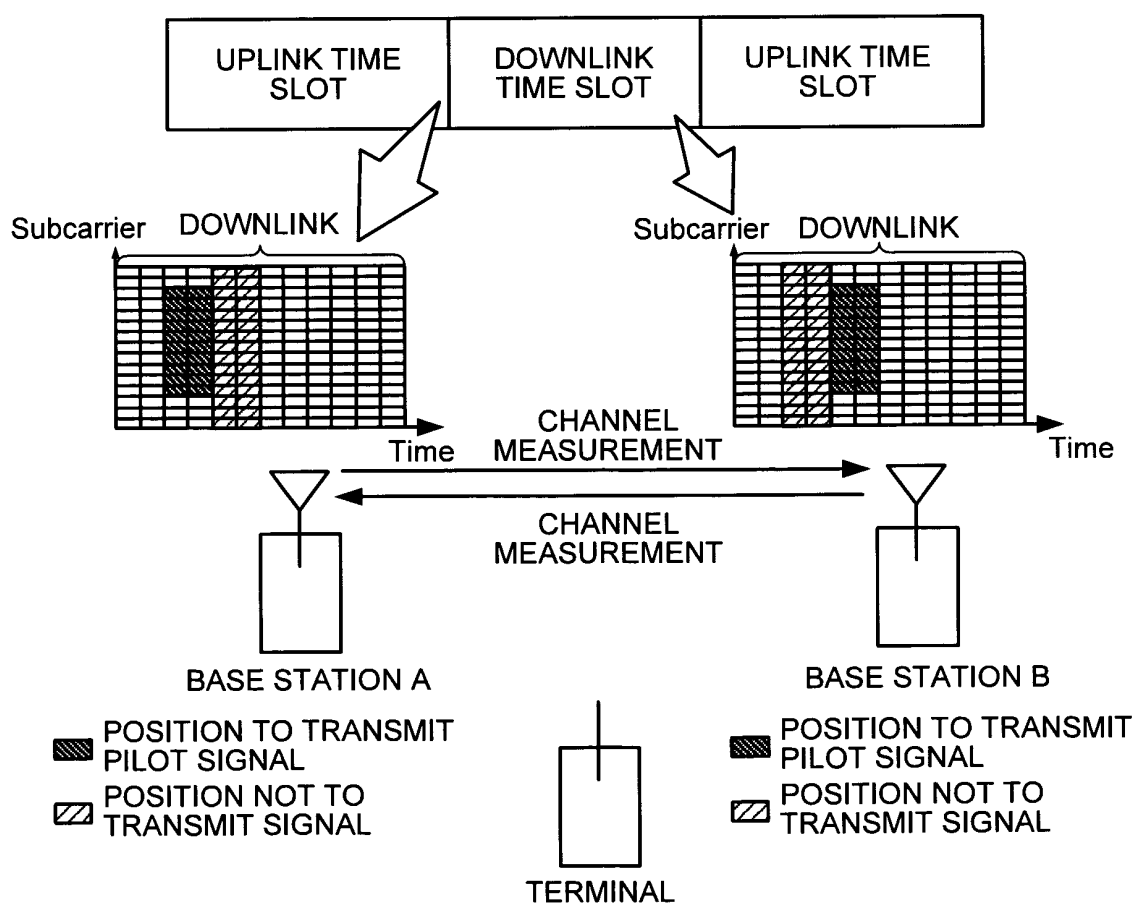 UPLINK TIME
SLOT
DOWNLINK
TIME SLOT
UPLINK TIME
SLOT
Subcarrier
DOWNLINK
Time
Subcarrier
DOWNLINK
Time
CHANNEL
MEASUREMENT
CHANNEL
MEASUREMENT
BASE STATION A
BASE STATION B
POSITION TO TRANSMIT
PILOT SIGNAL
POSITION NOT TO
TRANSMIT SIGNAL
POSITION TO TRANSMIT
PILOT SIGNAL
POSITION NOT TO
TRANSMIT SIGNAL
TERMINAL